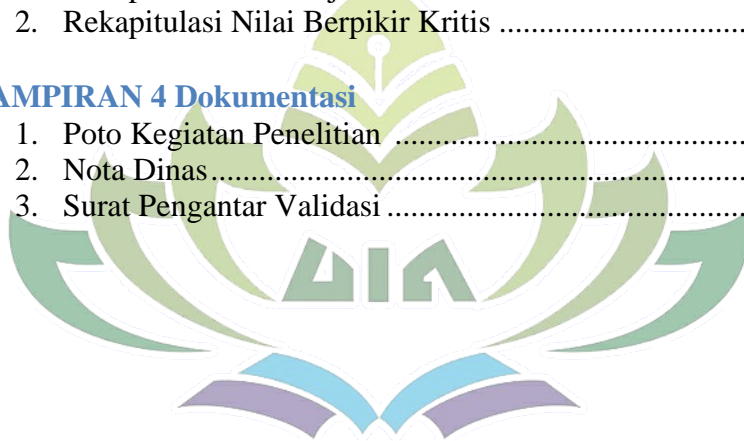 2. Rekapitulasi Nilai Berpikir Kritis ............................
AMPIRAN 4 Dokumentasi
1. Poto Kegiatan Penelitian ..........................................
2. Nota Dinas................................................................
3. Surat Pengantar Validasi ...........................................
UIN